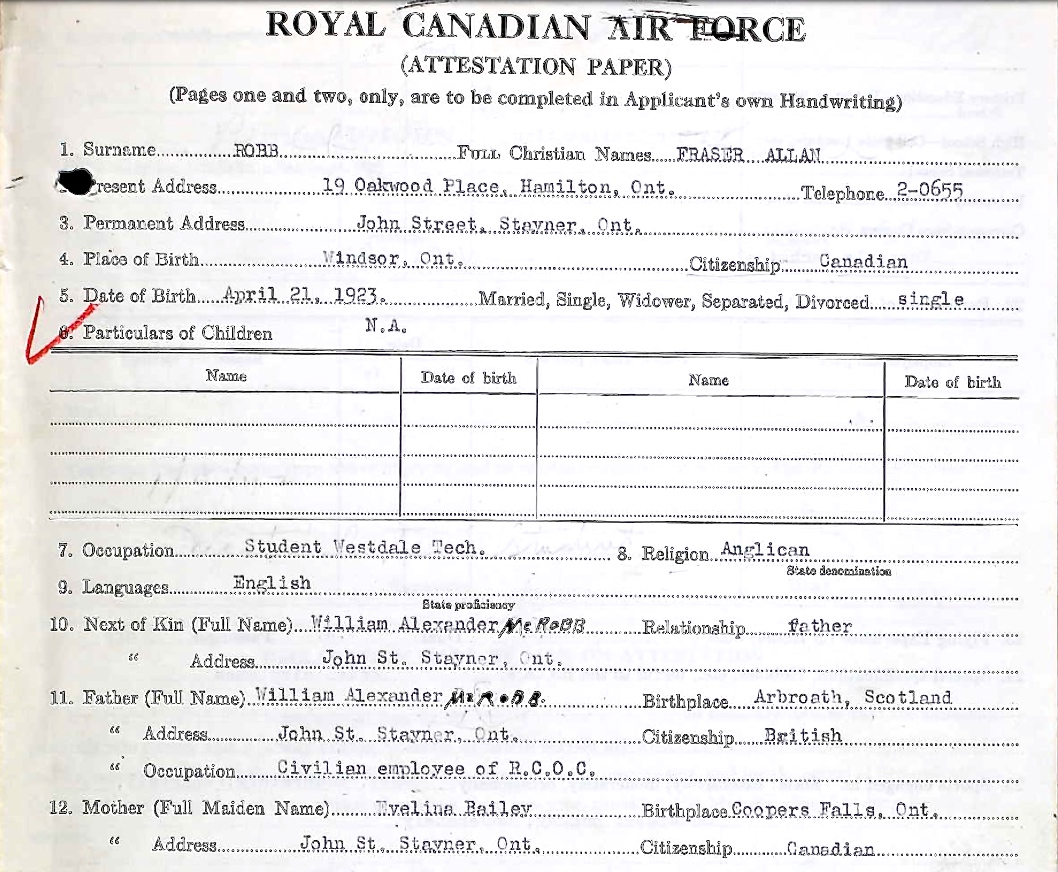 ROYAL CANADIAN AIR FORCE
(ATTESTATION PAPER)
(Pages one and two, only, are to be completed in Applicant's own Handwriting)
1. Surname ROBB FULL Christian Names FRASER ALLAN
resent Address 19 Oakwood Place, Hamilton, Ont. Telephone 2-0655
3. Permanent Address John Street, Stayner, Ont.
4. Place of Birth Windsor, Ont. Citizenship Canadian
5. Date of Birth April 21, 1923. Married, Single, Widower, Separated, Divorced single
6. Particulars of Children N.A.
Name Date of birth Name Date of birth
7. Occupation Student Westdale Tech. 8. Religion Anglican
State denomination
9. Languages English
State proficiency
10. Next of Kin (Full Name) William Alexander McROBB Relationship father
" Address John St. Stayner, Ont.
11. Father (Full Name) William Alexander McROBB. Birthplace Arbroath, Scotland
" Address John St. Stayner, Ont. Citizenship British
" Occupation Civilian employee of R.C.O.C.
12. Mother (Full Maiden Name) Evelina Bailey Birthplace Coopers Falls, Ont.
" Address John St., Stayner, Ont. Citizenship Canadian